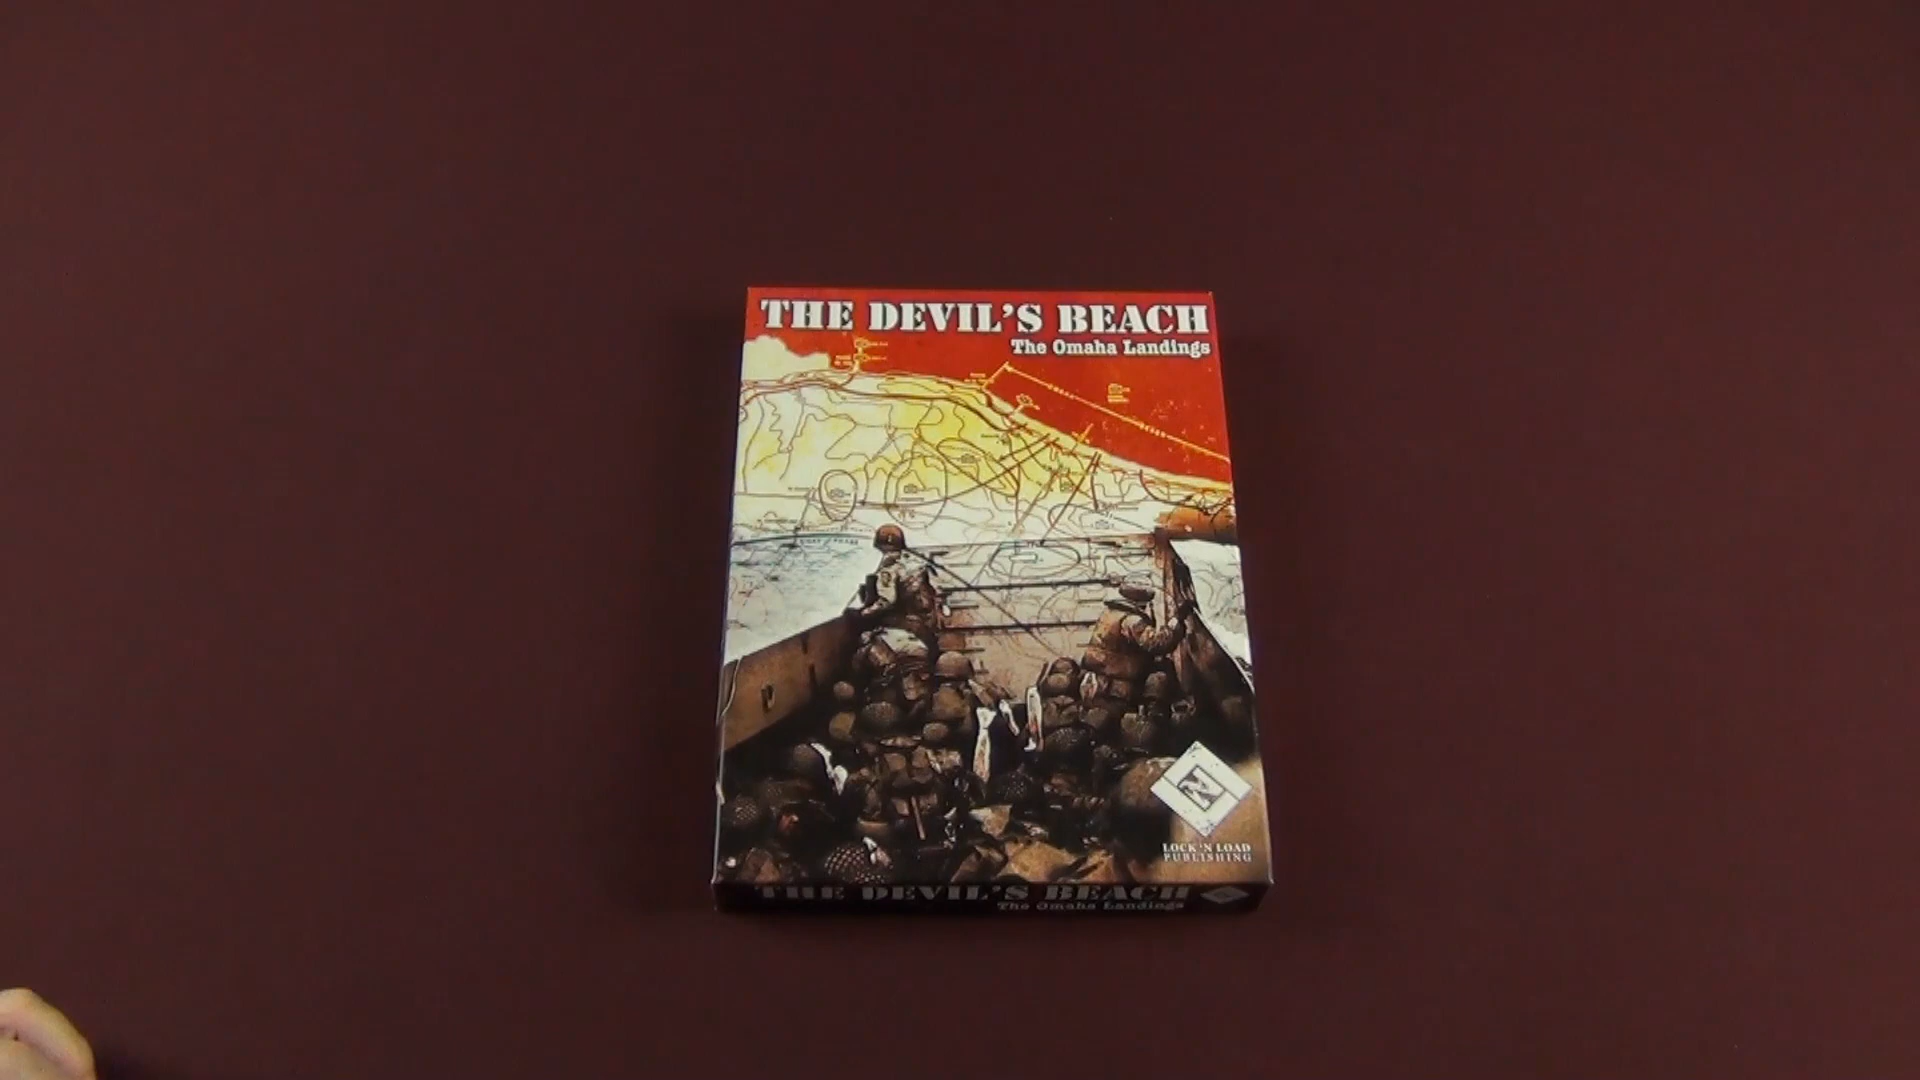 THE DEVIL'S BEACH
The Omaha Landings
LOCK 'N LOAD
PUBLISHING
THE DEVIL'S BEACH
The Omaha Landings